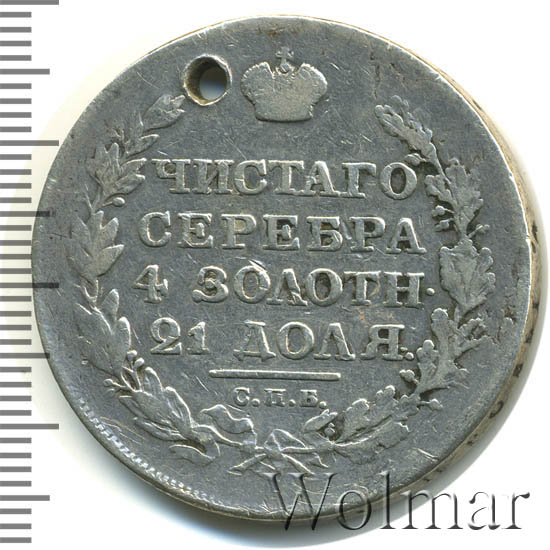 ЧИСТАГО
СЕРЕБРА
4 ЗОЛОТН.
21 ДОЛЯ.
С.П.Б.
Wolmar